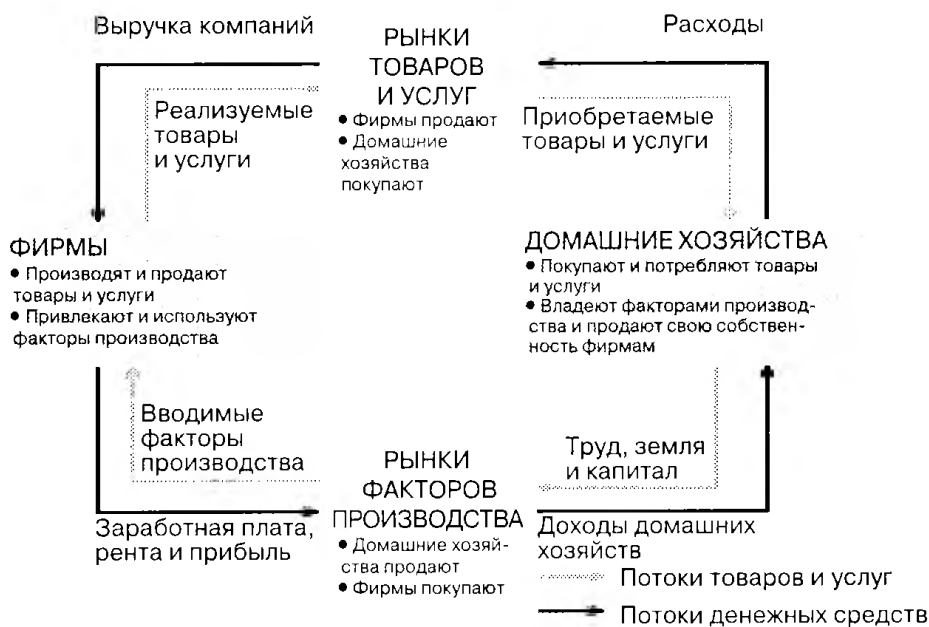 Выручка компаний
РЫНКИ
ТОВАРОВ
И УСЛУГ
• Фирмы продают
• Домашние
хозяйства
покупают
Расходы
Реализуемые
товары
и услуги
Приобретаемые
товары и услуги
ФИРМЫ
• Производят и продают
товары и услуги
• Привлекают и используют
факторы производства
ДОМАШНИЕ ХОЗЯЙСТВА
• Покупают и потребляют товары
и услуги
• Владеют факторами производ-
ства и продают свою собствен-
ность фирмам
Вводимые
факторы
производства
РЫНКИ
ФАКТОРОВ
ПРОИЗВОДСТВА
• Домашние хозяй-
ства продают
• Фирмы покупают
Труд, земля
и капитал
Заработная плата,
рента и прибыль
Доходы домашних
хозяйств
Потоки товаров и услуг
Потоки денежных средств